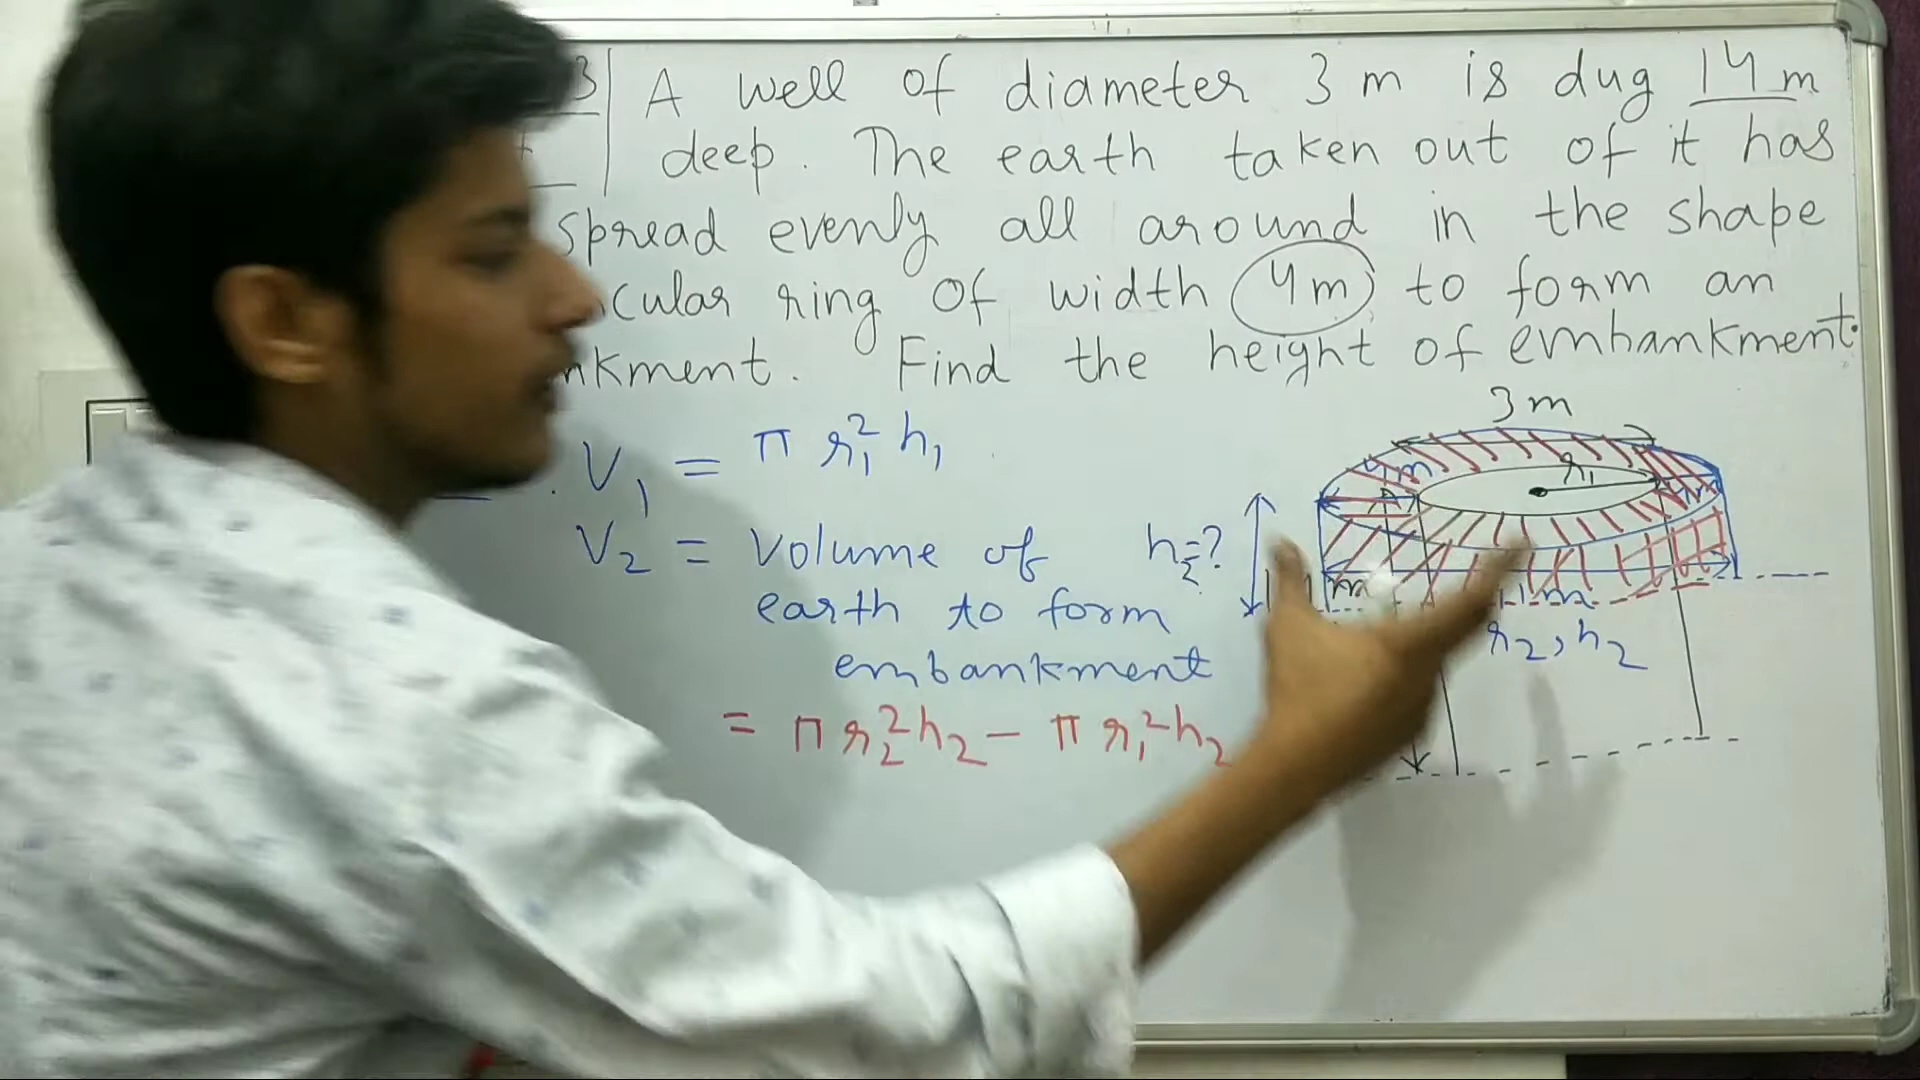 3 | A well of diameter 3 m is dug 14 m
deep. The earth taken out of it has
spread evenly all around in the shape
cular ring of width 4 m to form an
nkment. Find the height of embankment.
3 m
V₁ = π r₁² h₁
4m r₁
V₂ = Volume of h₂=?
earth to form
r₂, h₂
embankment
= π r₂² h₂ − π r₁² h₂